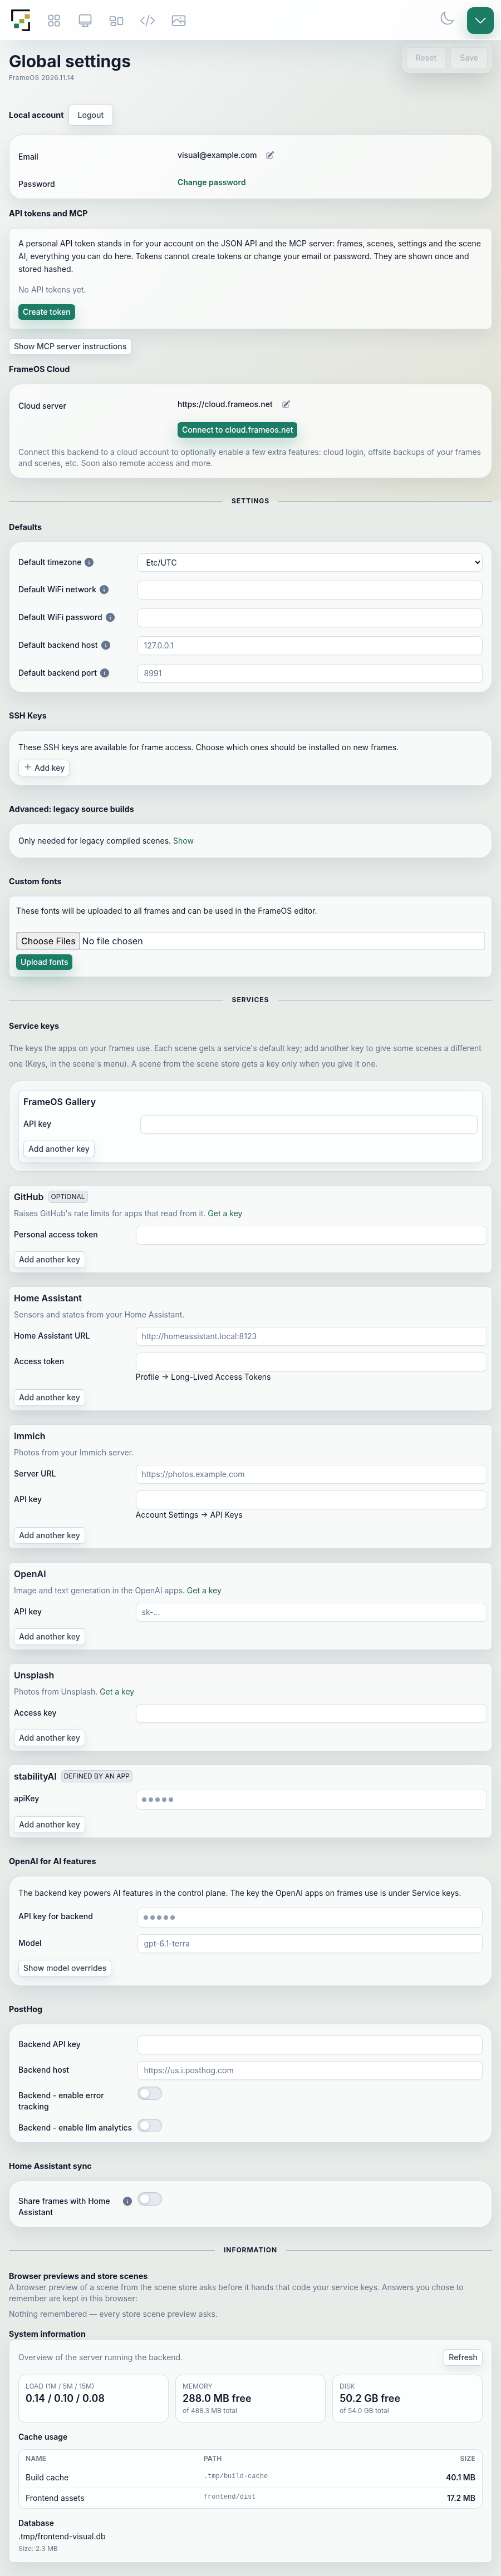 Reset
Save
Global settings
FrameOS 2026.11.14
Local account
Logout
Email
visual@example.com
Password
Change password
API tokens and MCP
A personal API token stands in for your account on the JSON API and the MCP server: frames, scenes, settings and the scene
AI, everything you can do here. Tokens cannot create tokens or change your email or password. They are shown once and
stored hashed.
No API tokens yet.
Create token
Show MCP server instructions
FrameOS Cloud
Cloud server
https://cloud.frameos.net
Connect to cloud.frameos.net
Connect this backend to a cloud account to optionally enable a few extra features: cloud login, offsite backups of your frames
and scenes, etc. Soon also remote access and more.
SETTINGS
Defaults
Default timezone
Etc/UTC
Default WiFi network
Default WiFi password
Default backend host
127.0.0.1
Default backend port
8991
SSH Keys
These SSH keys are available for frame access. Choose which ones should be installed on new frames.
Add key
Advanced: legacy source builds
Only needed for legacy compiled scenes. Show
Custom fonts
These fonts will be uploaded to all frames and can be used in the FrameOS editor.
Choose Files No file chosen
Upload fonts
SERVICES
Service keys
The keys the apps on your frames use. Each scene gets a service's default key; add another key to give some scenes a different
one (Keys, in the scene's menu). A scene from the scene store gets a key only when you give it one.
FrameOS Gallery
API key
Add another key
GitHub OPTIONAL
Raises GitHub's rate limits for apps that read from it. Get a key
Personal access token
Add another key
Home Assistant
Sensors and states from your Home Assistant.
Home Assistant URL
http://homeassistant.local:8123
Access token
Profile → Long-Lived Access Tokens
Add another key
Immich
Photos from your Immich server.
Server URL
https://photos.example.com
API key
Account Settings → API Keys
Add another key
OpenAI
Image and text generation in the OpenAI apps. Get a key
API key
sk-...
Add another key
Unsplash
Photos from Unsplash. Get a key
Access key
Add another key
stabilityAI DEFINED BY AN APP
apiKey
●●●●●
Add another key
OpenAI for AI features
The backend key powers AI features in the control plane. The key the OpenAI apps on frames use is under Service keys.
API key for backend
●●●●●
Model
gpt-6.1-terra
Show model overrides
PostHog
Backend API key
Backend host
https://us.i.posthog.com
Backend - enable error
tracking
Backend - enable llm analytics
Home Assistant sync
Share frames with Home
Assistant
INFORMATION
Browser previews and store scenes
A browser preview of a scene from the scene store asks before it hands that code your service keys. Answers you chose to
remember are kept in this browser:
Nothing remembered — every store scene preview asks.
System information
Overview of the server running the backend.
Refresh
LOAD (1M / 5M / 15M)
0.14 / 0.10 / 0.08
MEMORY
288.0 MB free
of 488.3 MB total
DISK
50.2 GB free
of 54.0 GB total
Cache usage
NAME PATH SIZE
Build cache .tmp/build-cache 40.1 MB
Frontend assets frontend/dist 17.2 MB
Database
.tmp/frontend-visual.db
Size: 2.3 MB